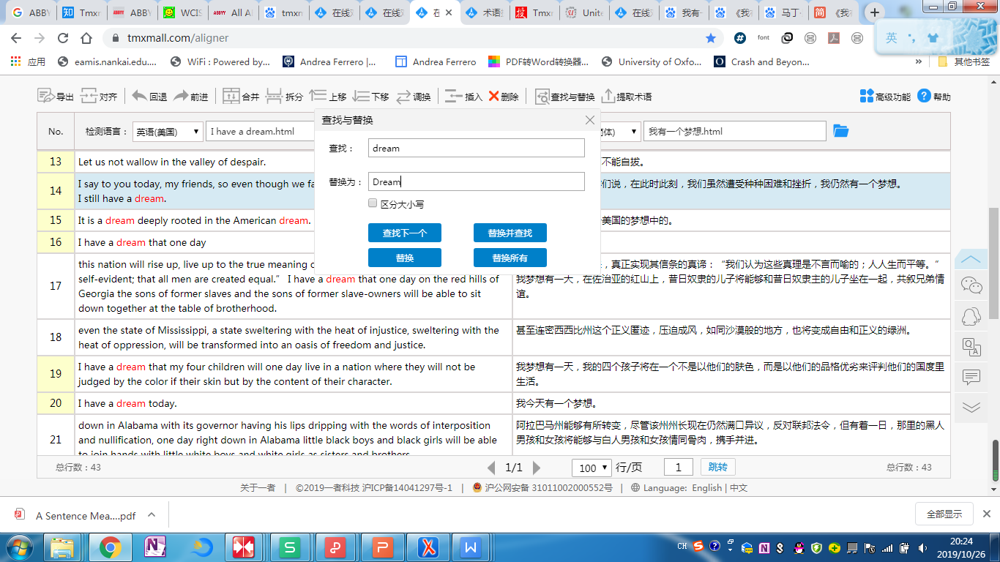 ABBY
Tmxr
ABBY
WCIS
All A
tmxn
在线
在线
在
术语
Tmxr
Unite
在线
我有一
《我
马丁·
《我
tmxmall.com/aligner
font
英
应用
eamis.nankai.edu....
WiFi : Powered by...
Andrea Ferrero |...
Andrea Ferrero
PDF转Word转换器...
University of Oxfo...
Crash and Beyon...
»
其他书签
导出
对齐
回退
前进
合并
拆分
上移
下移
调换
插入
删除
查找与替换
提取术语
高级功能
帮助
No.
检测语言：
英语(美国)
I have a dream.html
体)
我有一个梦想.html
查找与替换
查找：
dream
替换为：
Dream
区分大小写
查找下一个
替换并查找
替换
替换所有
13
Let us not wallow in the valley of despair.
不能自拔。
14
I say to you today, my friends, so even though we fa
I still have a dream.
们说，在此时此刻，我们虽然遭受种种困难和挫折，我仍然有一个梦想。
15
It is a dream deeply rooted in the American dream.
美国的梦想中的。
16
I have a dream that one day
17
this nation will rise up, live up to the true meaning o
self-evident; that all men are created equal.” I have a dream that one day on the red hills of
Georgia the sons of former slaves and the sons of former slave-owners will be able to sit
down together at the table of brotherhood.
，真正实现其信条的真谛：“我们认为这些真理是不言而喻的；人人生而平等。”
我梦想有一天，在佐治亚的红山上，昔日奴隶的儿子将能够和昔日奴隶主的儿子坐在一起，共叙兄弟情
谊。
18
even the state of Mississippi, a state sweltering with the heat of injustice, sweltering with the
heat of oppression, will be transformed into an oasis of freedom and justice.
甚至连密西西比州这个正义匿迹，压迫成风，如同沙漠般的地方，也将变成自由和正义的绿洲。
19
I have a dream that my four children will one day live in a nation where they will not be
judged by the color if their skin but by the content of their character.
我梦想有一天，我的四个孩子将在一个不是以他们的肤色，而是以他们的品格优劣来评判他们的国度里
生活。
20
I have a dream today.
我今天有一个梦想。
21
down in Alabama with its governor having his lips dripping with the words of interposition
and nullification, one day right down in Alabama little black boys and black girls will be able
to join hands with little white boys and white girls as sisters and brothers.
阿拉巴马州能够有所转变，尽管该州州长现在仍然满口异议，反对联邦法令，但有着一日，那里的黑人
男孩和女孩将能够与白人男孩和女孩情同骨肉，携手并进。
总行数：43
1/1
100
行/页
1
跳转
总行数：43
关于一者 | ©2019一者科技 沪ICP备14041297号-1 | 沪公网安备 31011002000552号 | Language: English | 中文
A Sentence Mea....pdf
全部显示
CH
20:24
2019/10/26